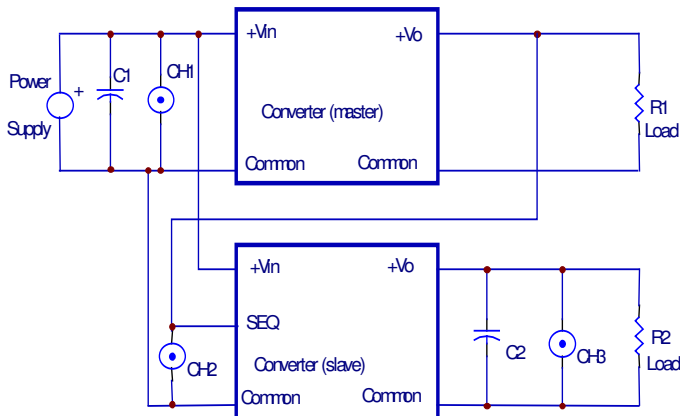 +Vin
+Vo
Power
+
Supply
C1
CH1
Converter (master)
R1
Load
Common
Common
+Vin
+Vo
SEQ
CH2
Converter (slave)
C2
CH3
R2
Load
Common
Common